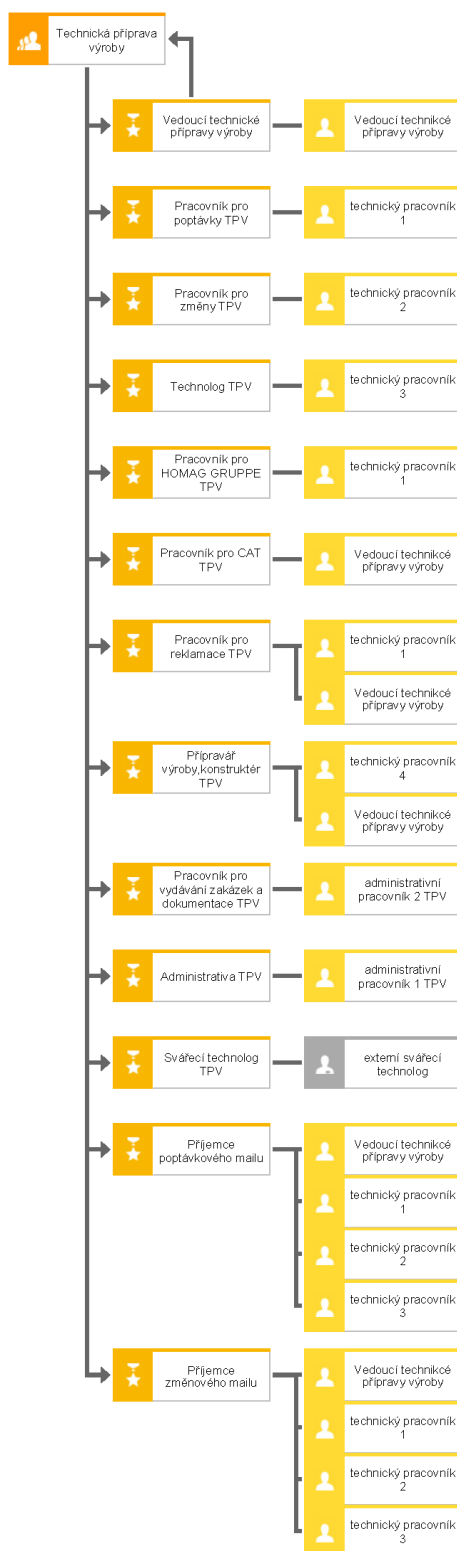 Technická příprava
výroby
Vedoucí technické
přípravy výroby
Vedoucí technikcé
přípravy výroby
Pracovník pro
poptávky TPV
technický pracovník
1
Pracovník pro
změny TPV
technický pracovník
2
Technolog TPV
technický pracovník
3
Pracovník pro
HOMAG GRUPPE
TPV
technický pracovník
1
Pracovník pro CAT
TPV
Vedoucí technikcé
přípravy výroby
Pracovník pro
reklamace TPV
technický pracovník
1
Vedoucí technikcé
přípravy výroby
Přípravář
výroby,konstruktér
TPV
technický pracovník
4
Vedoucí technikcé
přípravy výroby
Pracovník pro
vydávání zakázek a
dokumentace TPV
administrativní
pracovník 2 TPV
Administrativa TPV
administrativní
pracovník 1 TPV
Svářecí technolog
TPV
externí svářecí
technolog
Příjemce
poptávkového mailu
Vedoucí technikcé
přípravy výroby
technický pracovník
1
technický pracovník
2
technický pracovník
3
Příjemce
změnového mailu
Vedoucí technikcé
přípravy výroby
technický pracovník
1
technický pracovník
2
technický pracovník
3